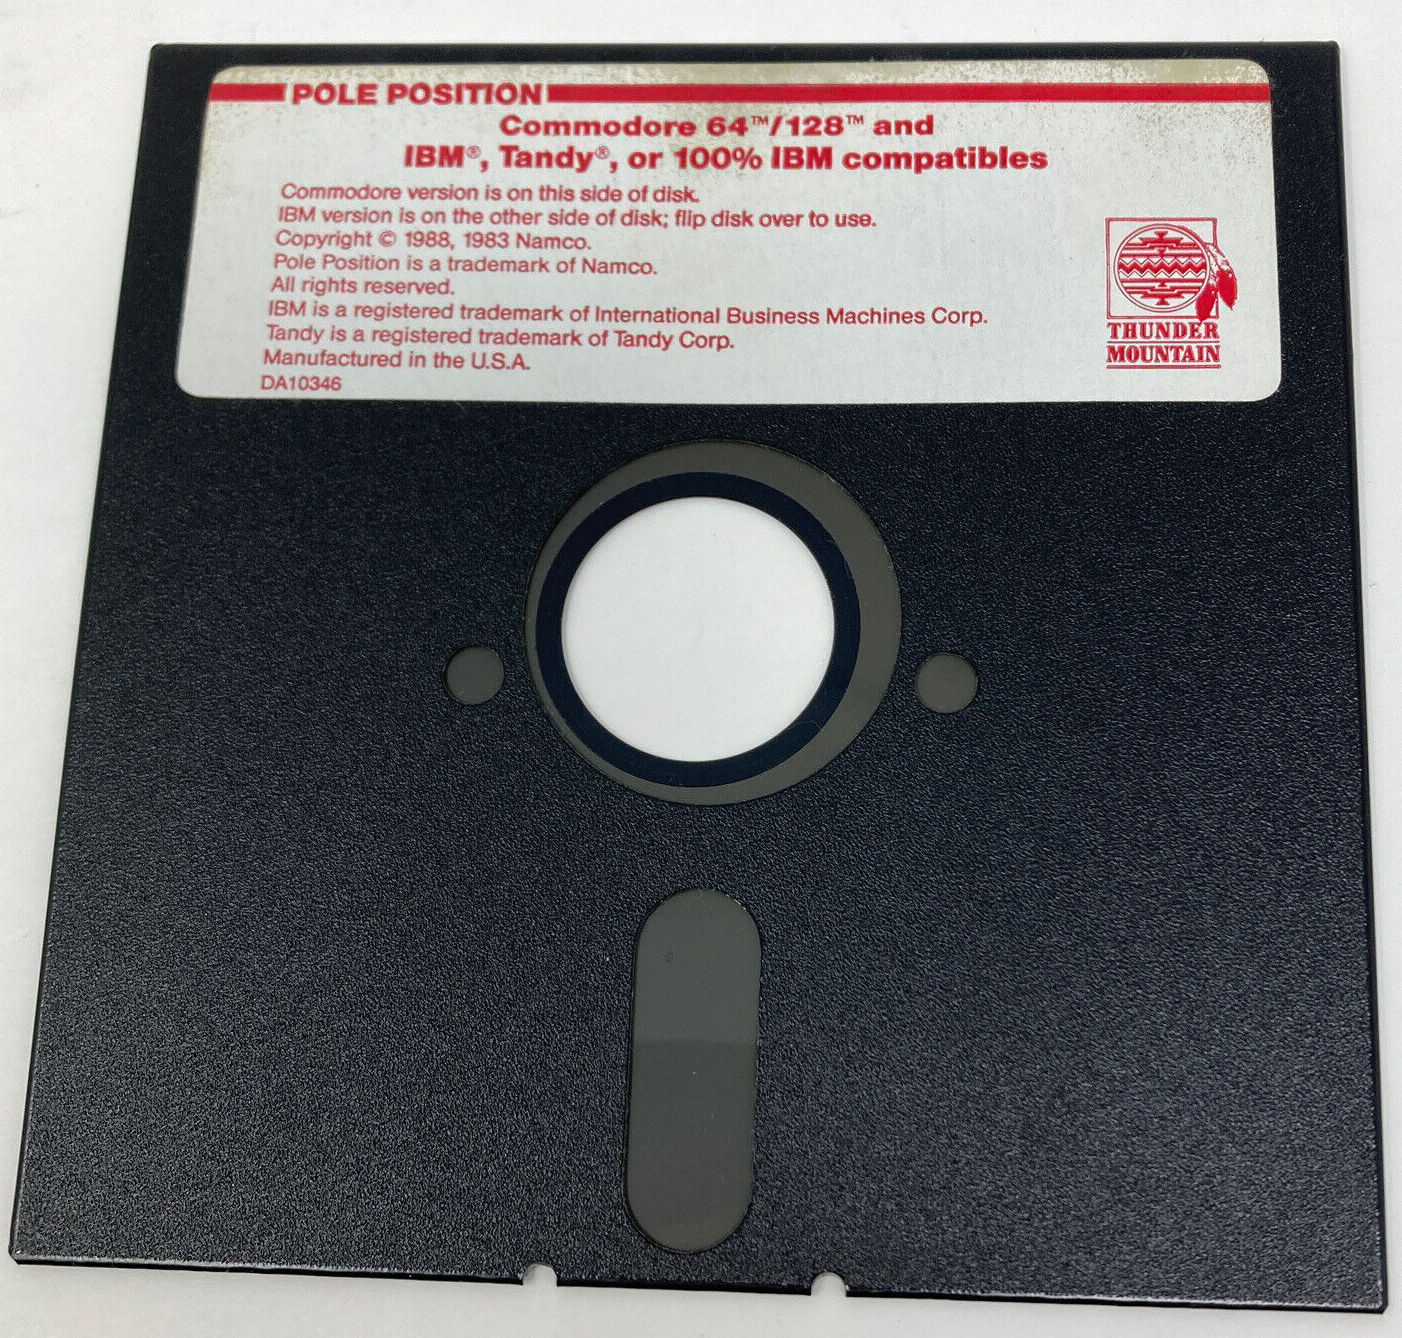 POLE POSITION
Commodore 64™/128™ and
IBM®, Tandy®, or 100% IBM compatibles
Commodore version is on this side of disk.
IBM version is on the other side of disk; flip disk over to use.
Copyright © 1988, 1983 Namco.
Pole Position is a trademark of Namco.
All rights reserved.
IBM is a registered trademark of International Business Machines Corp.
Tandy is a registered trademark of Tandy Corp.
Manufactured in the U.S.A.
DA10346
THUNDER
MOUNTAIN